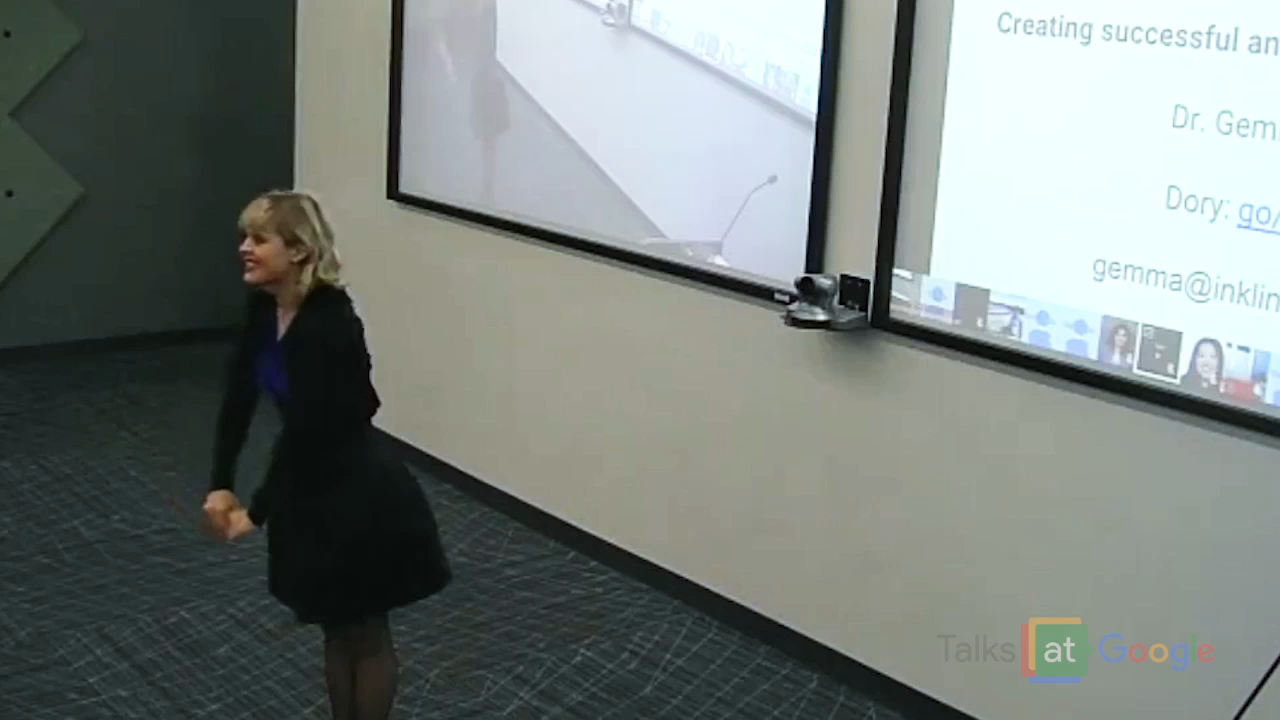 Creating successful an
Dr. Gem
Dory: go/
gemma@inklin
Talks at Google